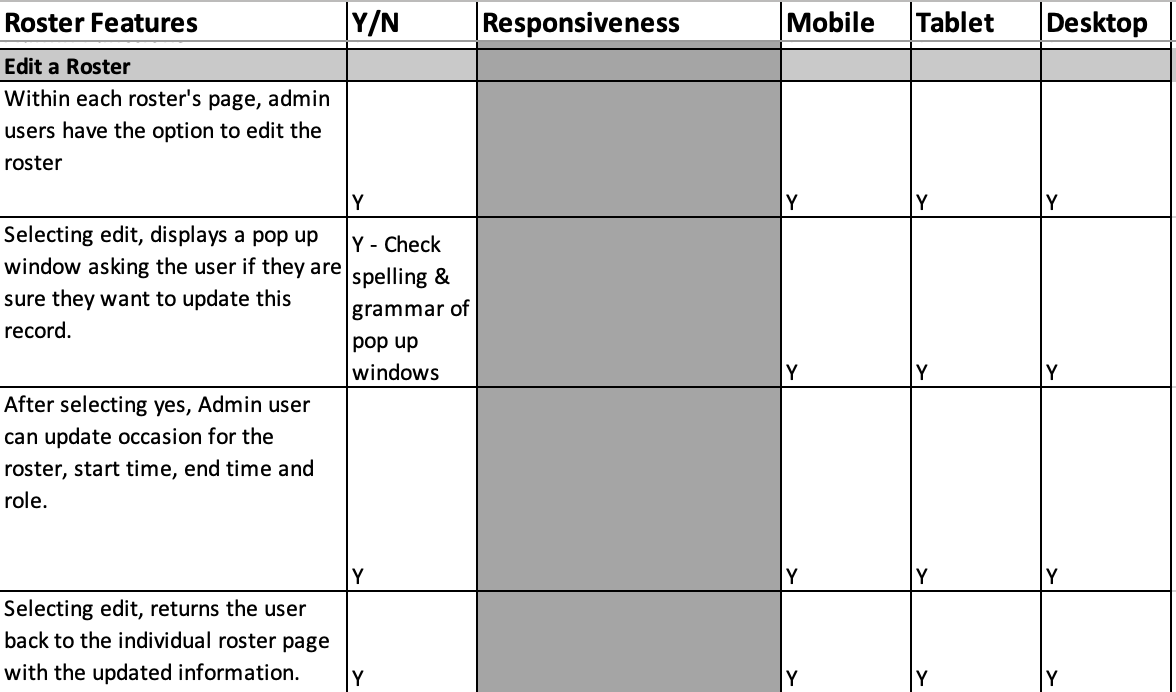 Roster Features Y/N Responsiveness Mobile Tablet Desktop
Edit a Roster
Within each roster's page, admin
users have the option to edit the
roster
Y Y Y Y
Selecting edit, displays a pop up
window asking the user if they are
sure they want to update this
record.
Y - Check
spelling &
grammar of
pop up
windows
Y Y Y
After selecting yes, Admin user
can update occasion for the
roster, start time, end time and
role.
Y Y Y Y
Selecting edit, returns the user
back to the individual roster page
with the updated information.
Y Y Y Y